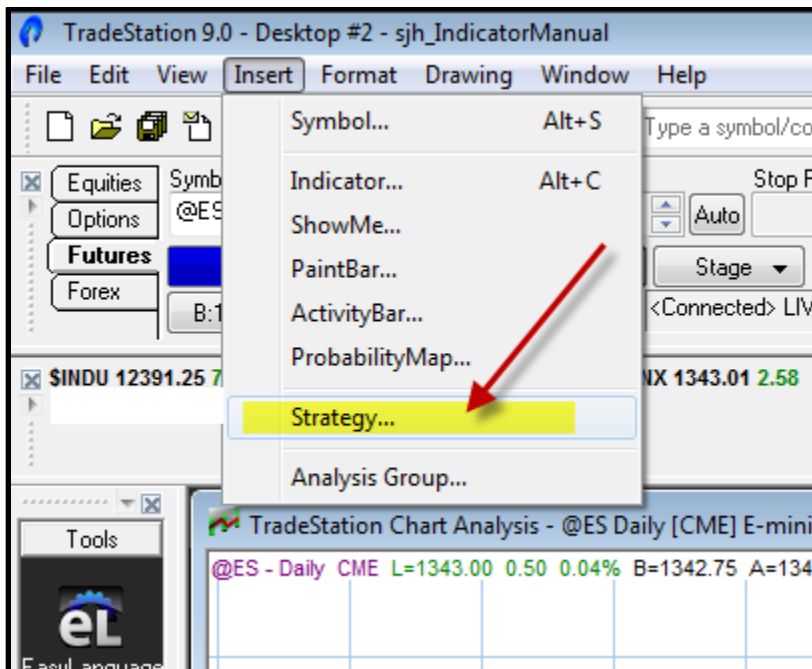 TradeStation 9.0 - Desktop #2 - sjh_IndicatorManual
File Edit View Insert Format Drawing Window Help
Symbol... Alt+S
Type a symbol/co
Indicator... Alt+C
ShowMe...
PaintBar...
ActivityBar...
ProbabilityMap...
Strategy...
Analysis Group...
Equities
Options
Futures
Forex
Symb
@ES
B:1
Stop
Auto
Stage
<Connected> LIV
$INDU 12391.25 7
NX 1343.01 2.58
Tools
eL
EasyLanguage
TradeStation Chart Analysis - @ES Daily [CME] E-mini
@ES - Daily CME L=1343.00 0.50 0.04% B=1342.75 A=134